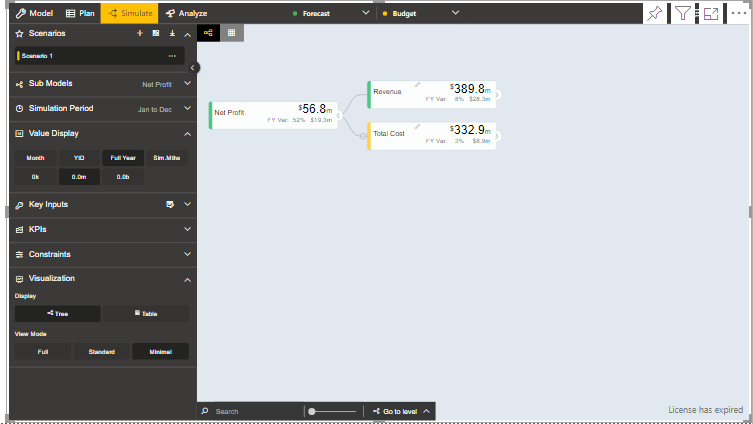 Model Plan Simulate Analyze Forecast Budget
Scenarios
Scenario 1
Sub Models Net Profit
Simulation Period Jan to Dec
Value Display
Month YTD Full Year Sim.Mths
0k 0.0m 0.0b
Key Inputs
KPIs
Constraints
Visualization
Display
Tree Table
View Mode
Full Standard Minimal
Net Profit $56.8m
FY Var. 52% $19.3m
Revenue $389.8m
FY Var. 8% $28.3m
Total Cost $332.9m
FY Var. 3% $8.9m
Search Go to level
License has expired